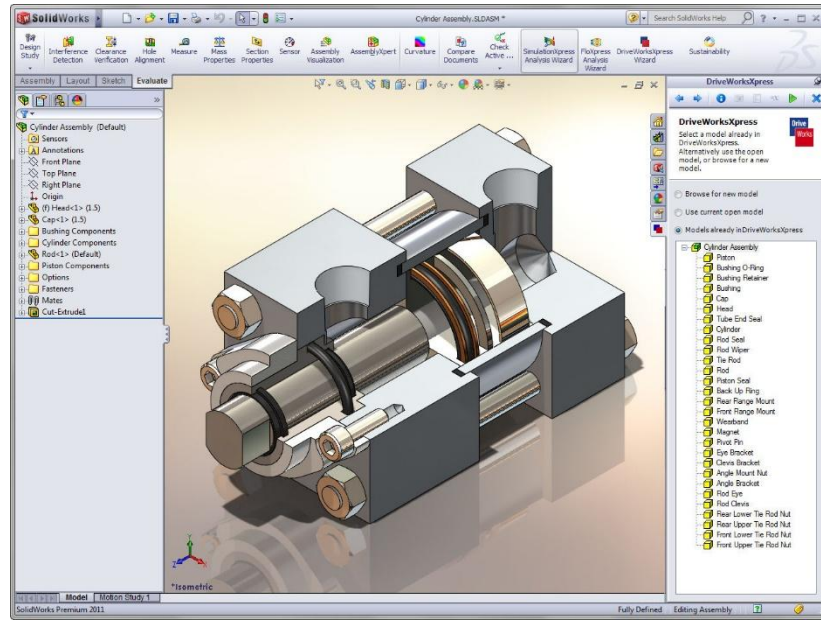 SolidWorks
Cylinder Assembly.SLDASM *
Search SolidWorks Help
Design Study
Interference Detection
Clearance Verification
Hole Alignment
Measure
Mass Properties
Section Properties
Sensor
Assembly Visualization
AssemblyXpert
Curvature
Compare Documents
Check Active ...
SimulationXpress Analysis Wizard
FloXpress Analysis Wizard
DriveWorksXpress Wizard
Sustainability
Assembly
Layout
Sketch
Evaluate
Cylinder Assembly (Default)
Sensors
Annotations
Front Plane
Top Plane
Right Plane
Origin
(f) Head<1> (1.5)
Cap<1> (1.5)
Bushing Components
Cylinder Components
Rod<1> (Default)
Piston Components
Options
Fasteners
Mates
Cut-Extrude1
*Isometric
DriveWorksXpress
DriveWorksXpress
Select a model already in
DriveWorksXpress.
Alternatively use the open
model, or browse for a new
model.
Drive
Works
Browse for new model
Use current open model
Models already in DriveWorksXpress
Cylinder Assembly
Piston
Bushing O-Ring
Bushing Retainer
Bushing
Cap
Head
Tube End Seal
Cylinder
Rod Seal
Rod Wiper
Tie Rod
Rod
Piston Seal
Back Up Ring
Rear Range Mount
Front Range Mount
Wearband
Magnet
Pivot Pin
Eye Bracket
Clevis Bracket
Angle Mount Nut
Angle Bracket
Rod Eye
Rod Clevis
Rear Lower Tie Rod Nut
Rear Upper Tie Rod Nut
Front Lower Tie Rod Nut
Front Upper Tie Rod Nut
Model
Motion Study 1
SolidWorks Premium 2011
Fully Defined
Editing Assembly